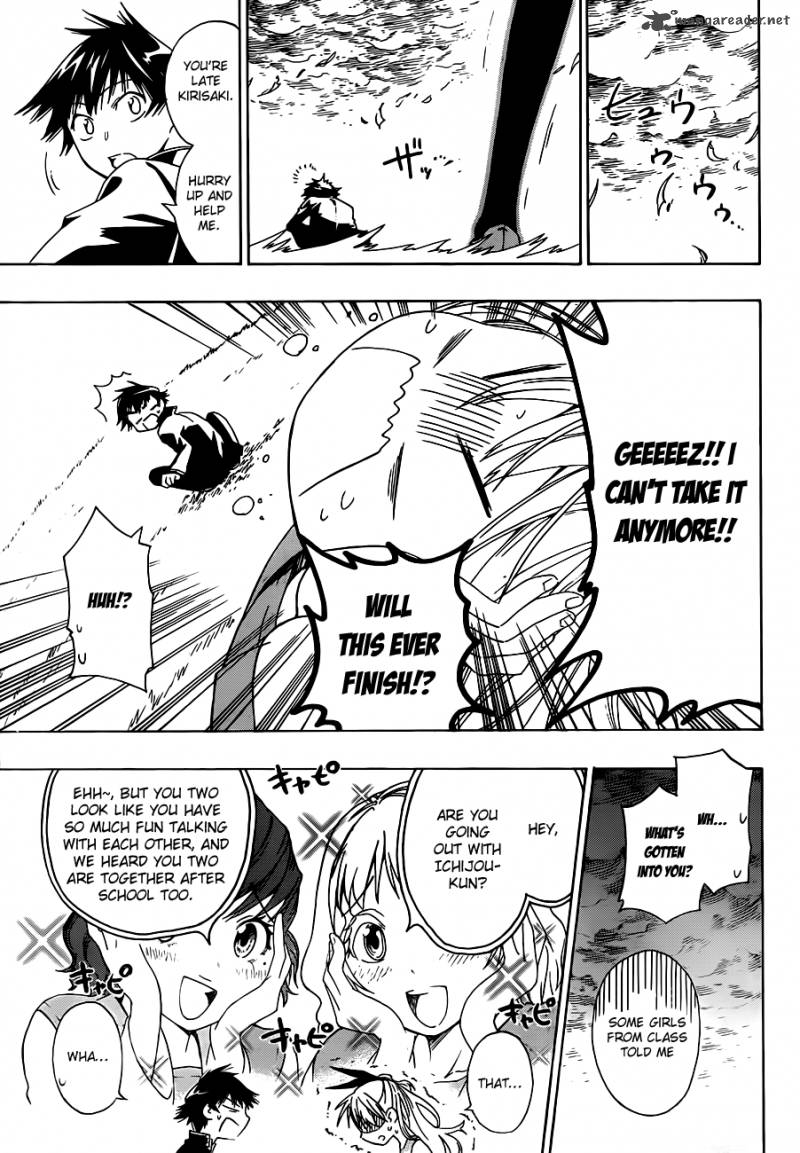 mangareader.net
ヒュウ
ウゥ
ゥ...
ザッ
YOU'RE
LATE
KIRISAKI.
HURRY
UP AND
HELP
ME.
GEEEEEZ!! I
CAN'T TAKE IT
ANYMORE!!
WILL
THIS EVER
FINISH!?
HUH!?
WH...
WHAT'S
GOTTEN
INTO YOU?
SOME GIRLS
FROM CLASS
TOLD ME
HEY,
ARE YOU
GOING
OUT WITH
ICHIJOU-
KUN?
キャピ
EHH~, BUT YOU TWO
LOOK LIKE YOU HAVE
SO MUCH FUN TALKING
WITH EACH OTHER, AND
WE HEARD YOU TWO
ARE TOGETHER AFTER
SCHOOL TOO.
キャピ
キャピ
キャピ
THAT...
WHA...